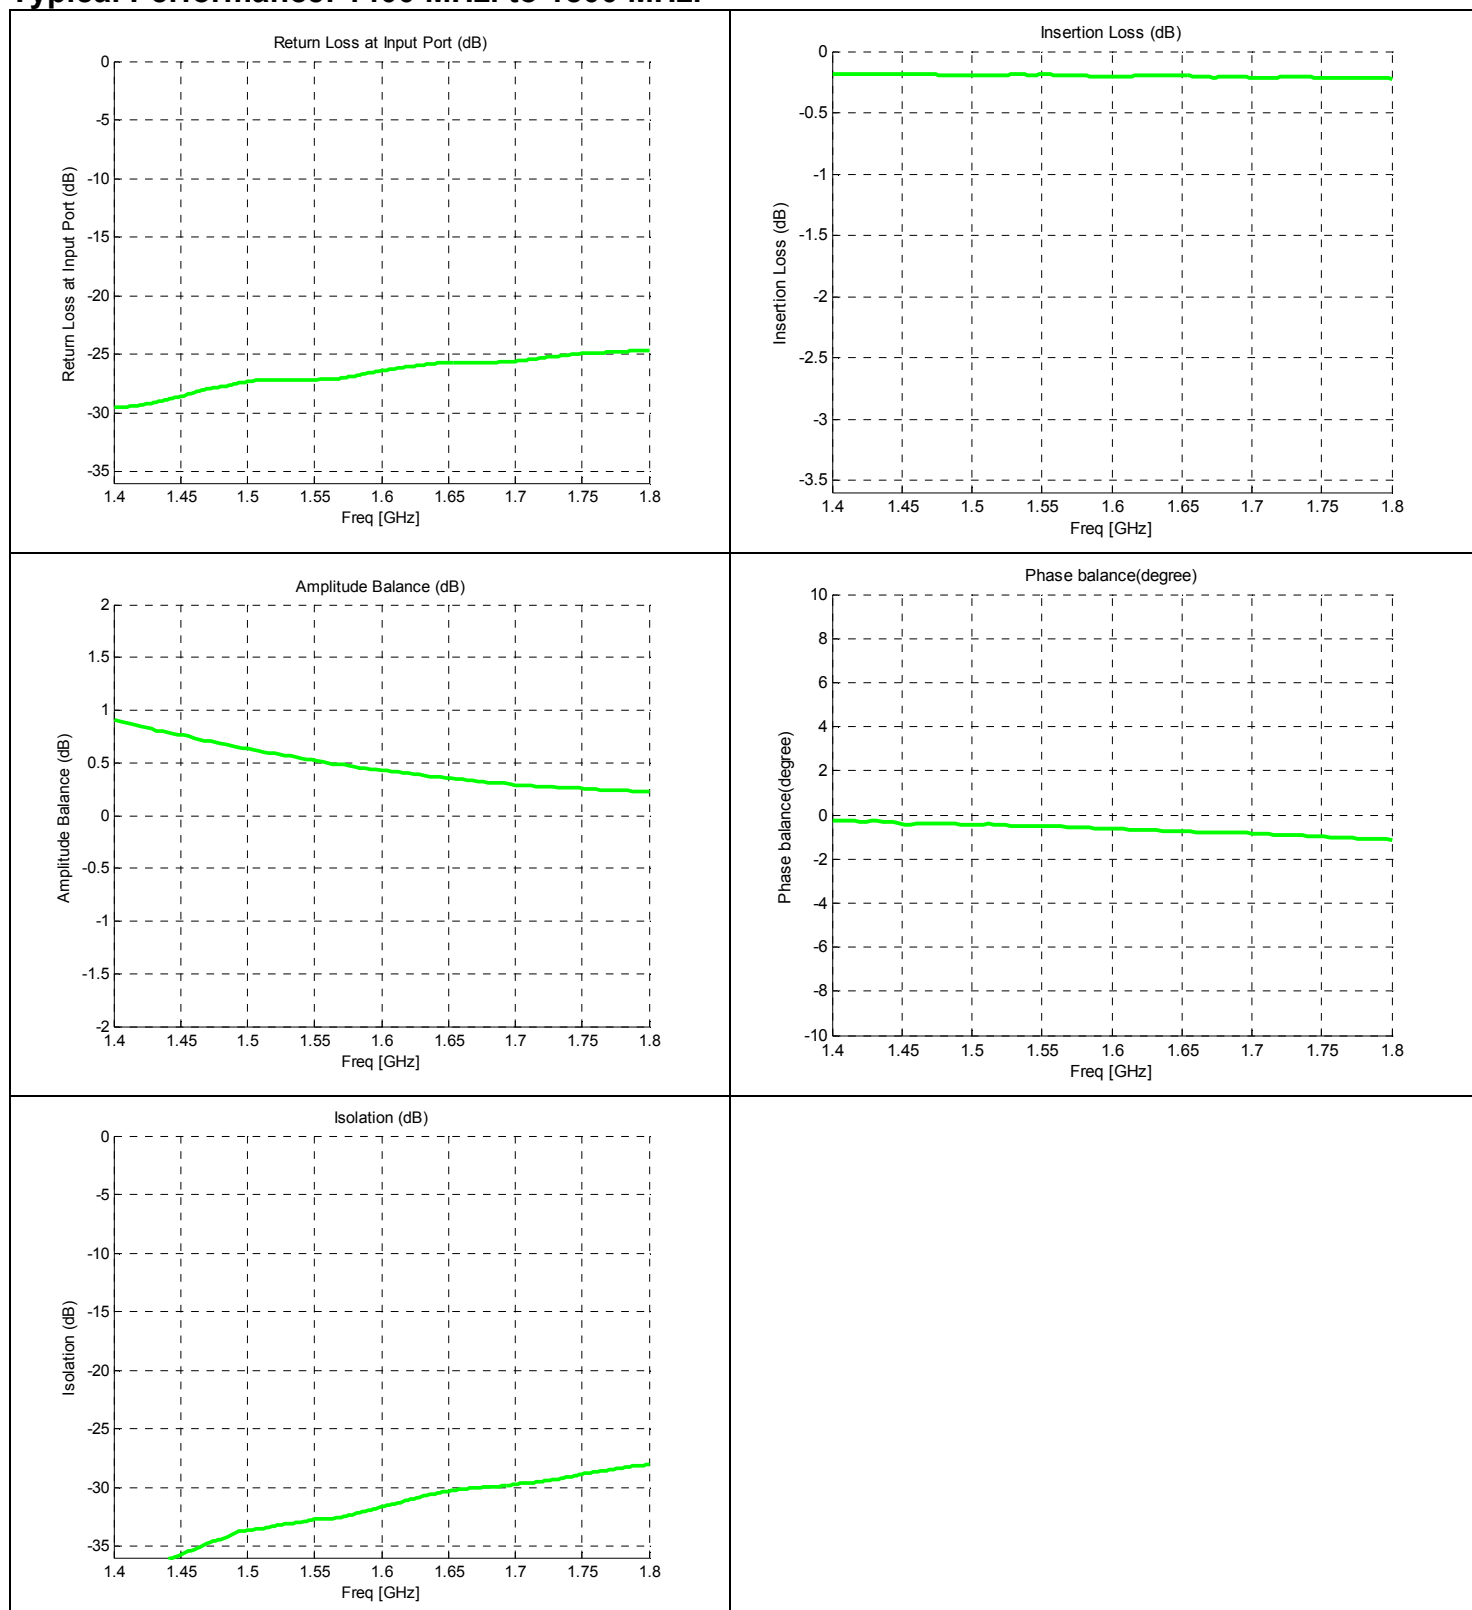 Typical Performance: 1400 MHz. to 1800 MHz.
Return Loss at Input Port (dB)
0
-5
-10
-15
-20
-25
-30
-35
Return Loss at Input Port (dB)
1.4 1.45 1.5 1.55 1.6 1.65 1.7 1.75 1.8
Freq [GHz]
Insertion Loss (dB)
0
-0.5
-1
-1.5
-2
-2.5
-3
-3.5
Insertion Loss (dB)
1.4 1.45 1.5 1.55 1.6 1.65 1.7 1.75 1.8
Freq [GHz]
Amplitude Balance (dB)
2
1.5
1
0.5
0
-0.5
-1
-1.5
-2
Amplitude Balance (dB)
1.4 1.45 1.5 1.55 1.6 1.65 1.7 1.75 1.8
Freq [GHz]
Phase balance(degree)
10
8
6
4
2
0
-2
-4
-6
-8
-10
Phase balance(degree)
1.4 1.45 1.5 1.55 1.6 1.65 1.7 1.75 1.8
Freq [GHz]
Isolation (dB)
0
-5
-10
-15
-20
-25
-30
-35
Isolation (dB)
1.4 1.45 1.5 1.55 1.6 1.65 1.7 1.75 1.8
Freq [GHz]